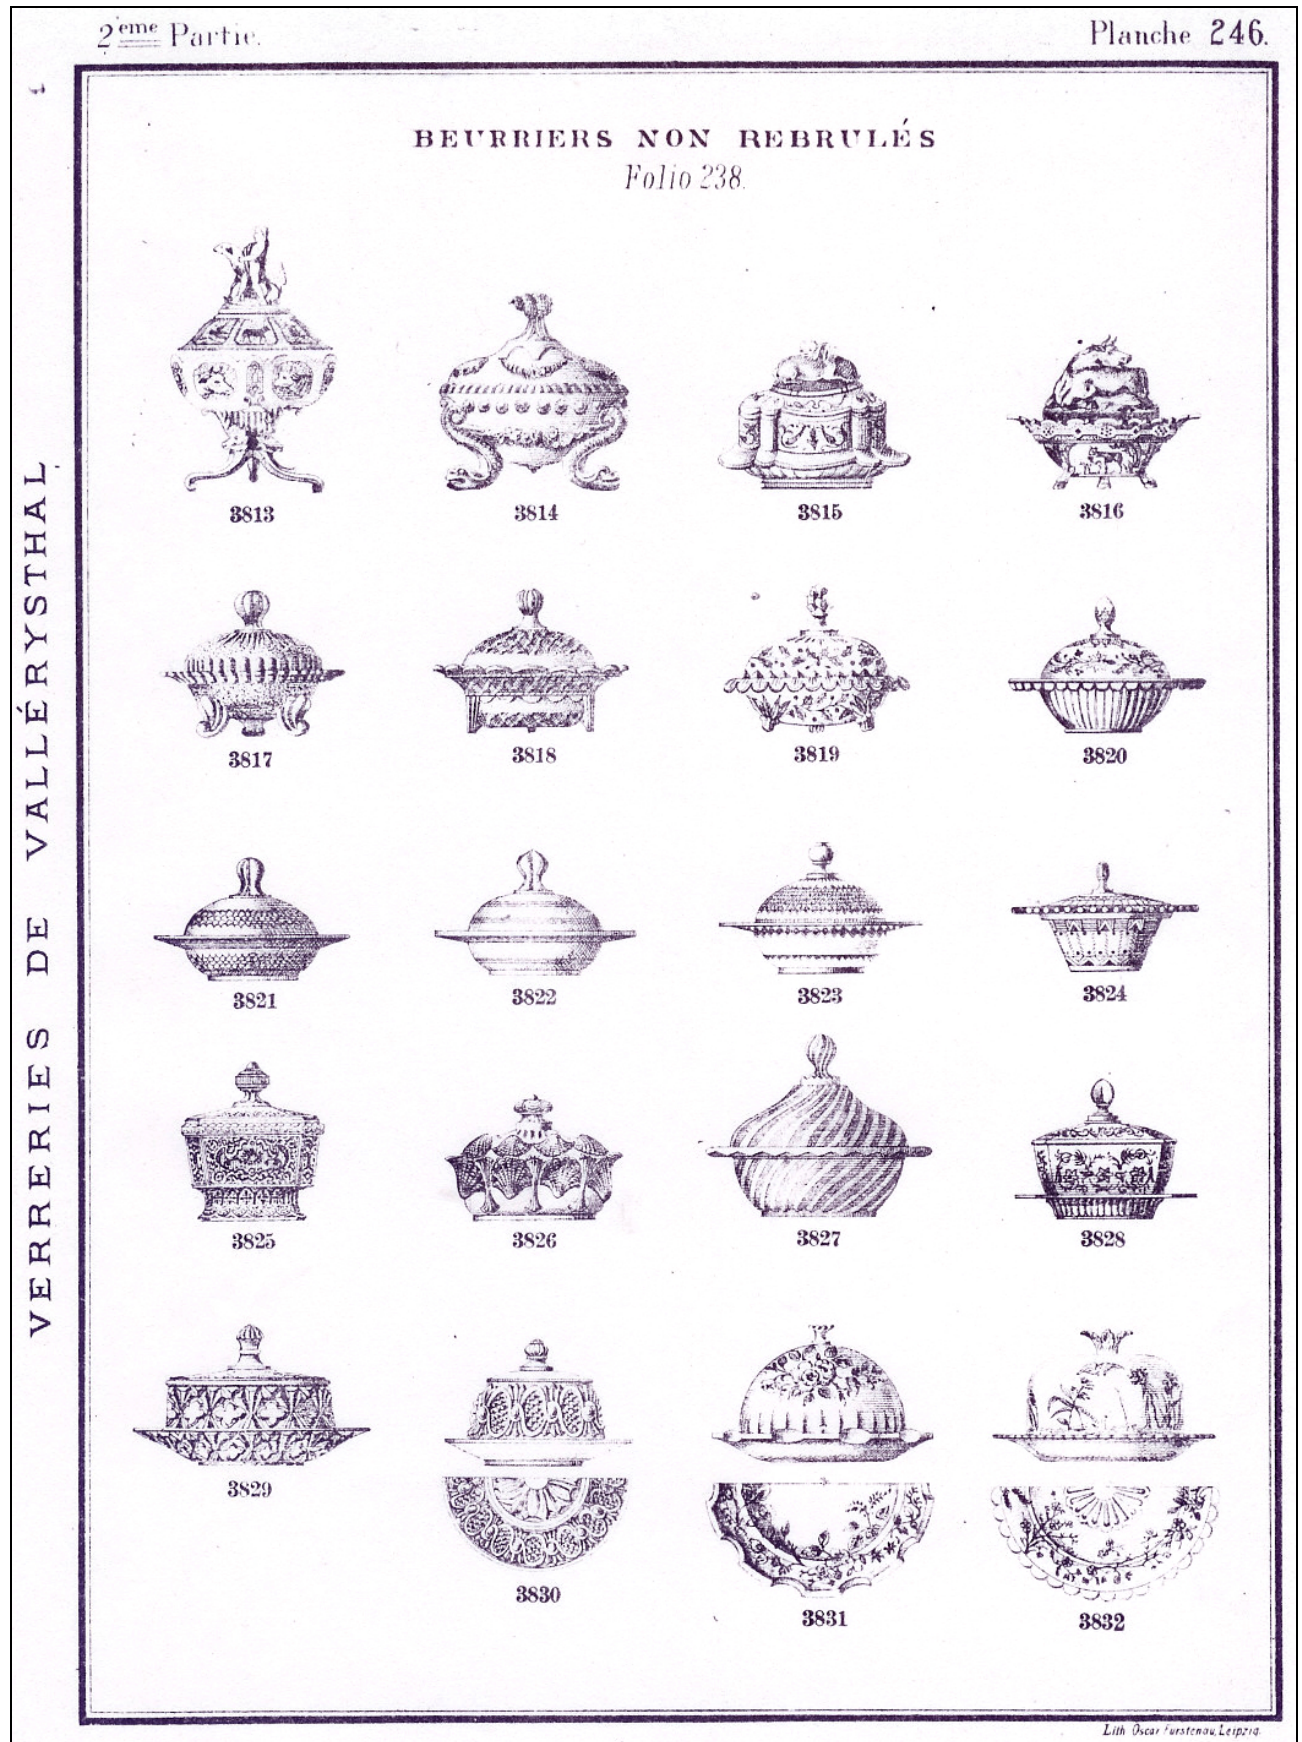 2ème Partie.
Planche 246.
BEURRIERS NON REBRULÉS
Folio 238.
VERRERIES DE VALLÉRYSTHAL
3813 3814 3815 3816
3817 3818 3819 3820
3821 3822 3823 3824
3825 3826 3827 3828
3829
3830
3831 3832
Lith Oscar Fürstenau, Leipzig.